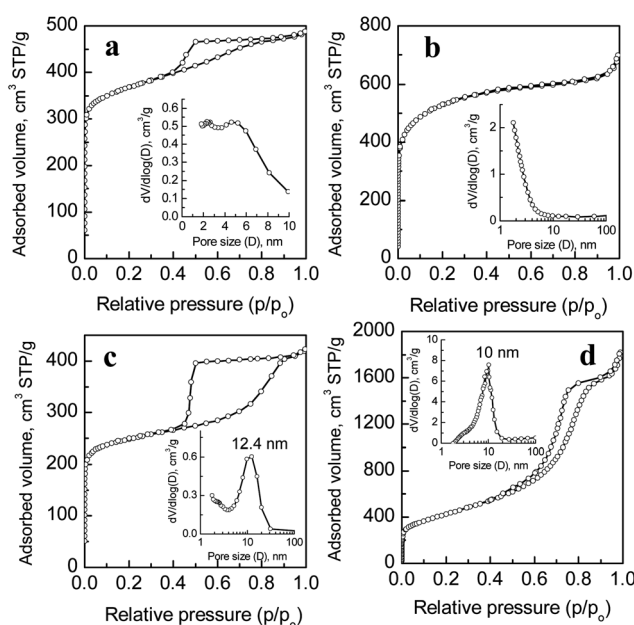 a
Adsorbed volume, cm³ STP/g
500
400
300
200
100
0
0.0 0.2 0.4 0.6 0.8 1.0
Relative pressure (p/pₒ)
dV/dlog(D), cm³/g
0.6
0.5
0.4
0.3
0.2
0.1
0.0
0 2 4 6 8 10
Pore size (D), nm
b
Adsorbed volume, cm³ STP/g
800
600
400
200
0
0.0 0.2 0.4 0.6 0.8 1.0
Relative pressure (p/pₒ)
dV/dlog(D), cm³/g
2
1
0
1 10 100
Pore size (D), nm
c
Adsorbed volume, cm³ STP/g
400
300
200
100
0
0.0 0.2 0.4 0.6 0.8 1.0
Relative pressure (p/pₒ)
12.4 nm
dV/dlog(D), cm³/g
0.8
0.6
0.4
0.2
0.0
1 10 100
Pore size (D), nm
d
Adsorbed volume, cm³ STP/g
2000
1600
1200
800
400
0
0.0 0.2 0.4 0.6 0.8 1.0
Relative pressure (p/pₒ)
10 nm
dV/dlog(D), cm³/g
8
6
4
2
0
1 10 100
Pore size (D), nm